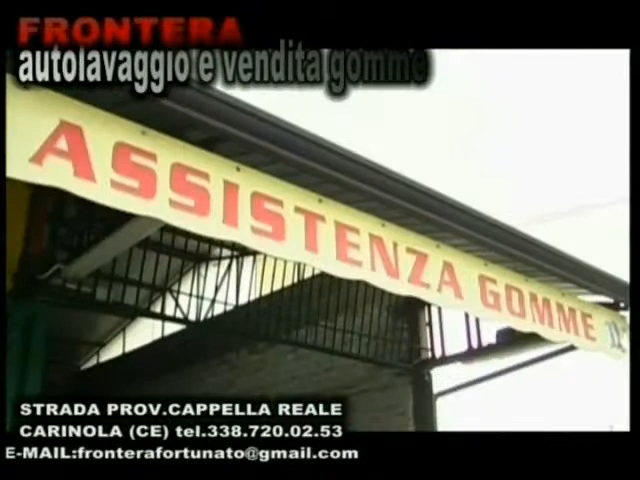 FRONTERA
autolavaggio e vendita gomme
ASSISTENZA GOMME
STRADA PROV.CAPPELLA REALE
CARINOLA (CE) tel.338.720.02.53
E-MAIL:fronterafortunato@gmail.com